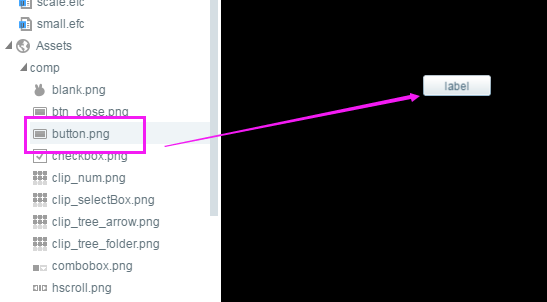 scale.efc
small.efc
Assets
comp
blank.png
btn_close.png
button.png
checkbox.png
clip_num.png
clip_selectBox.png
clip_tree_arrow.png
clip_tree_folder.png
combobox.png
hscroll.png
label